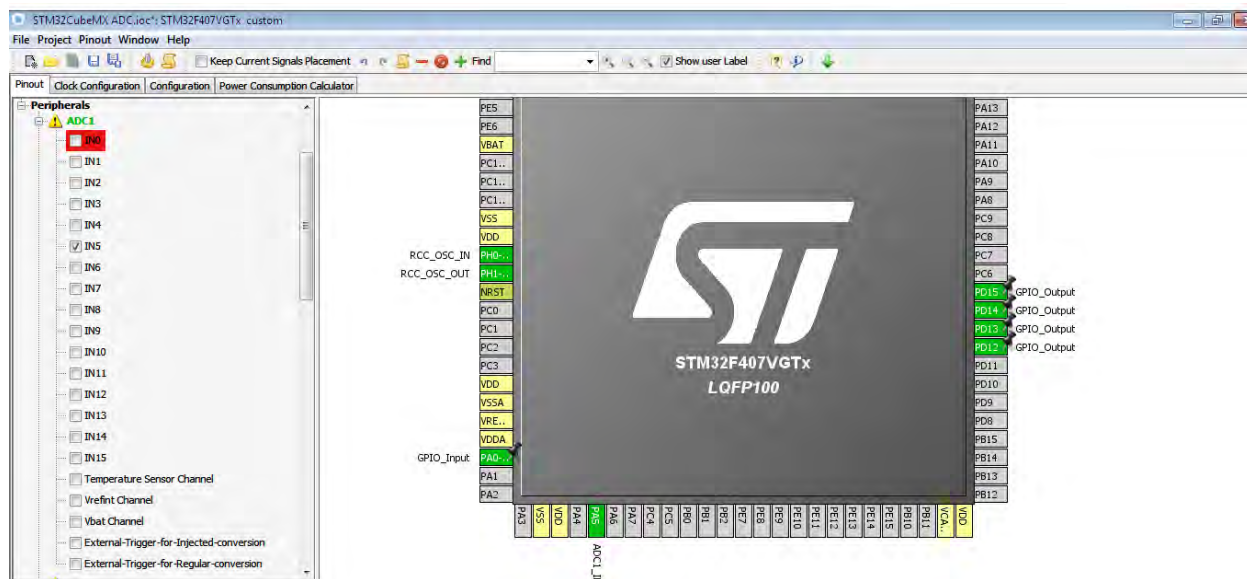 STM32CubeMX ADC.ioc*: STM32F407VGTx custom
File Project Pinout Window Help
Keep Current Signals Placement Find Show user Label
Pinout Clock Configuration Configuration Power Consumption Calculator
Peripherals
ADC1
IN0
IN1
IN2
IN3
IN4
IN5
IN6
IN7
IN8
IN9
IN10
IN11
IN12
IN13
IN14
IN15
Temperature Sensor Channel
Vrefint Channel
Vbat Channel
External-Trigger-for-Injected-conversion
External-Trigger-for-Regular-conversion
PE5
PE6
VBAT
PC1..
PC1..
PC1..
VSS
VDD
RCC_OSC_IN PH0-..
RCC_OSC_OUT PH1-..
NRST
PC0
PC1
PC2
PC3
VDD
VSSA
VRE..
VDDA
GPIO_Input PA0-..
PA1
PA2
STM32F407VGTx
LQFP100
PA13
PA12
PA11
PA10
PA9
PA8
PC9
PC8
PC7
PC6
PD15 GPIO_Output
PD14 GPIO_Output
PD13 GPIO_Output
PD12 GPIO_Output
PD11
PD10
PD9
PD8
PB15
PB14
PB13
PB12
PA3 VSS VDD PA4 PA5 PA6 PA7 PC4 PC5 PB0 PB1 PB2 PE7 PE8 PE9 PE10 PE11 PE12 PE13 PE14 PE15 PB10 PB11 VCA.. VDD